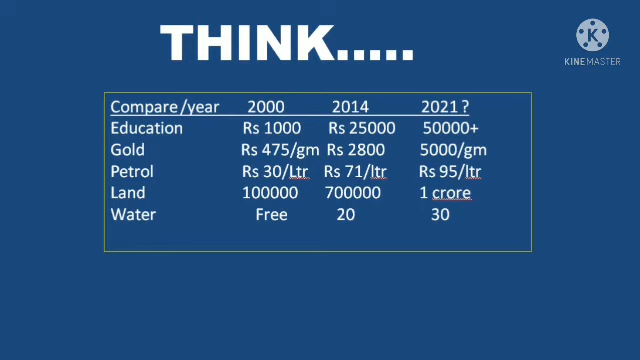 THINK.....
K
KINEMASTER
Compare/year 2000 2014 2021 ?
Education Rs 1000 Rs 25000 50000+
Gold Rs 475/gm Rs 2800 5000/gm
Petrol Rs 30/Ltr Rs 71/ltr Rs 95/ltr
Land 100000 700000 1 crore
Water Free 20 30